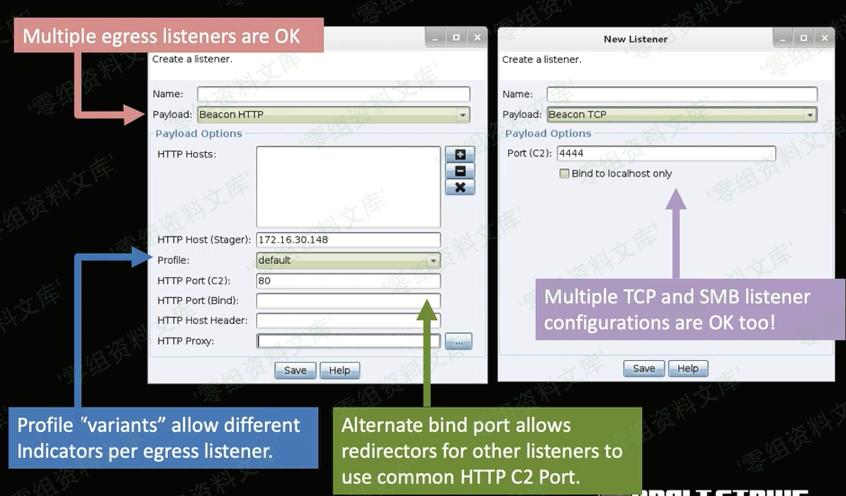 Multiple egress listeners are OK
Create a listener.
Name:
Payload: Beacon HTTP
Payload Options
HTTP Hosts:
HTTP Host (Stager): 172.16.30.148
Profile: default
HTTP Port (C2): 80
HTTP Port (Bind):
HTTP Host Header:
HTTP Proxy:
...
Save Help
New Listener
Create a listener.
Name:
Payload: Beacon TCP
Payload Options
Port (C2): 4444
Bind to localhost only
Save Help
Multiple TCP and SMB listener
configurations are OK too!
Profile “variants” allow different
Indicators per egress listener.
Alternate bind port allows
redirectors for other listeners to
use common HTTP C2 Port.
'零组资料文库'